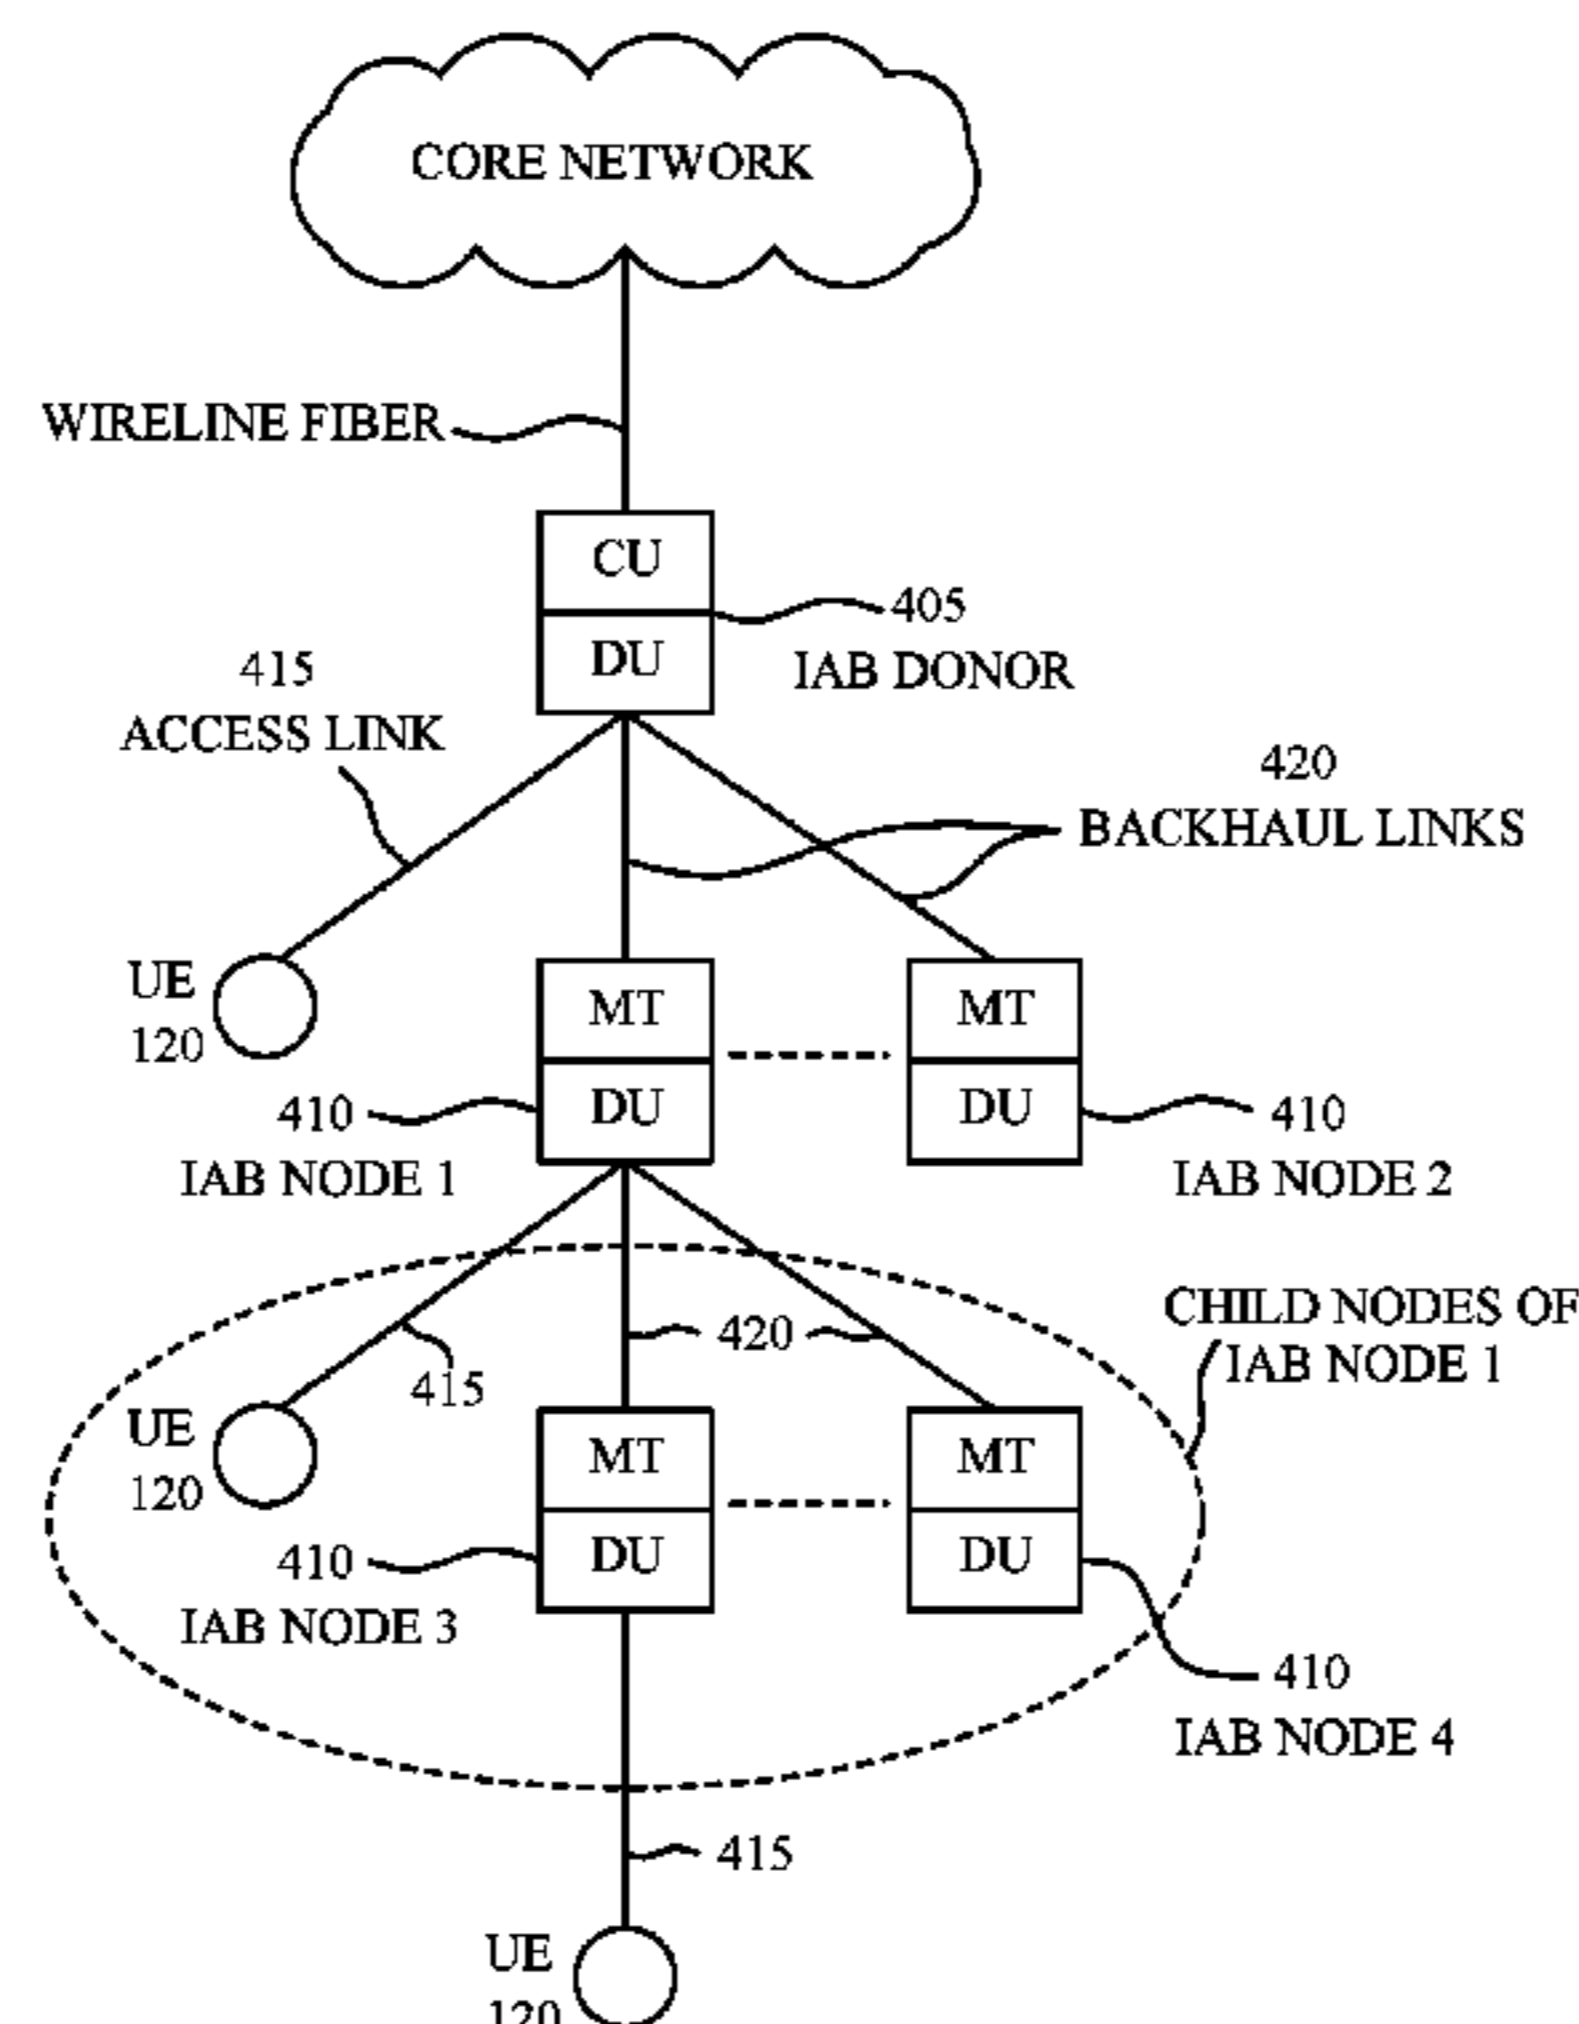 CORE NETWORK
WIRELINE FIBER
CU
405
DU
IAB DONOR
415
ACCESS LINK
420
BACKHAUL LINKS
UE
120
MT
MT
DU
DU
410
IAB NODE 1
410
IAB NODE 2
CHILD NODES OF
IAB NODE 1
420
415
UE
120
MT
MT
DU
DU
410
IAB NODE 3
410
IAB NODE 4
415
UE
120